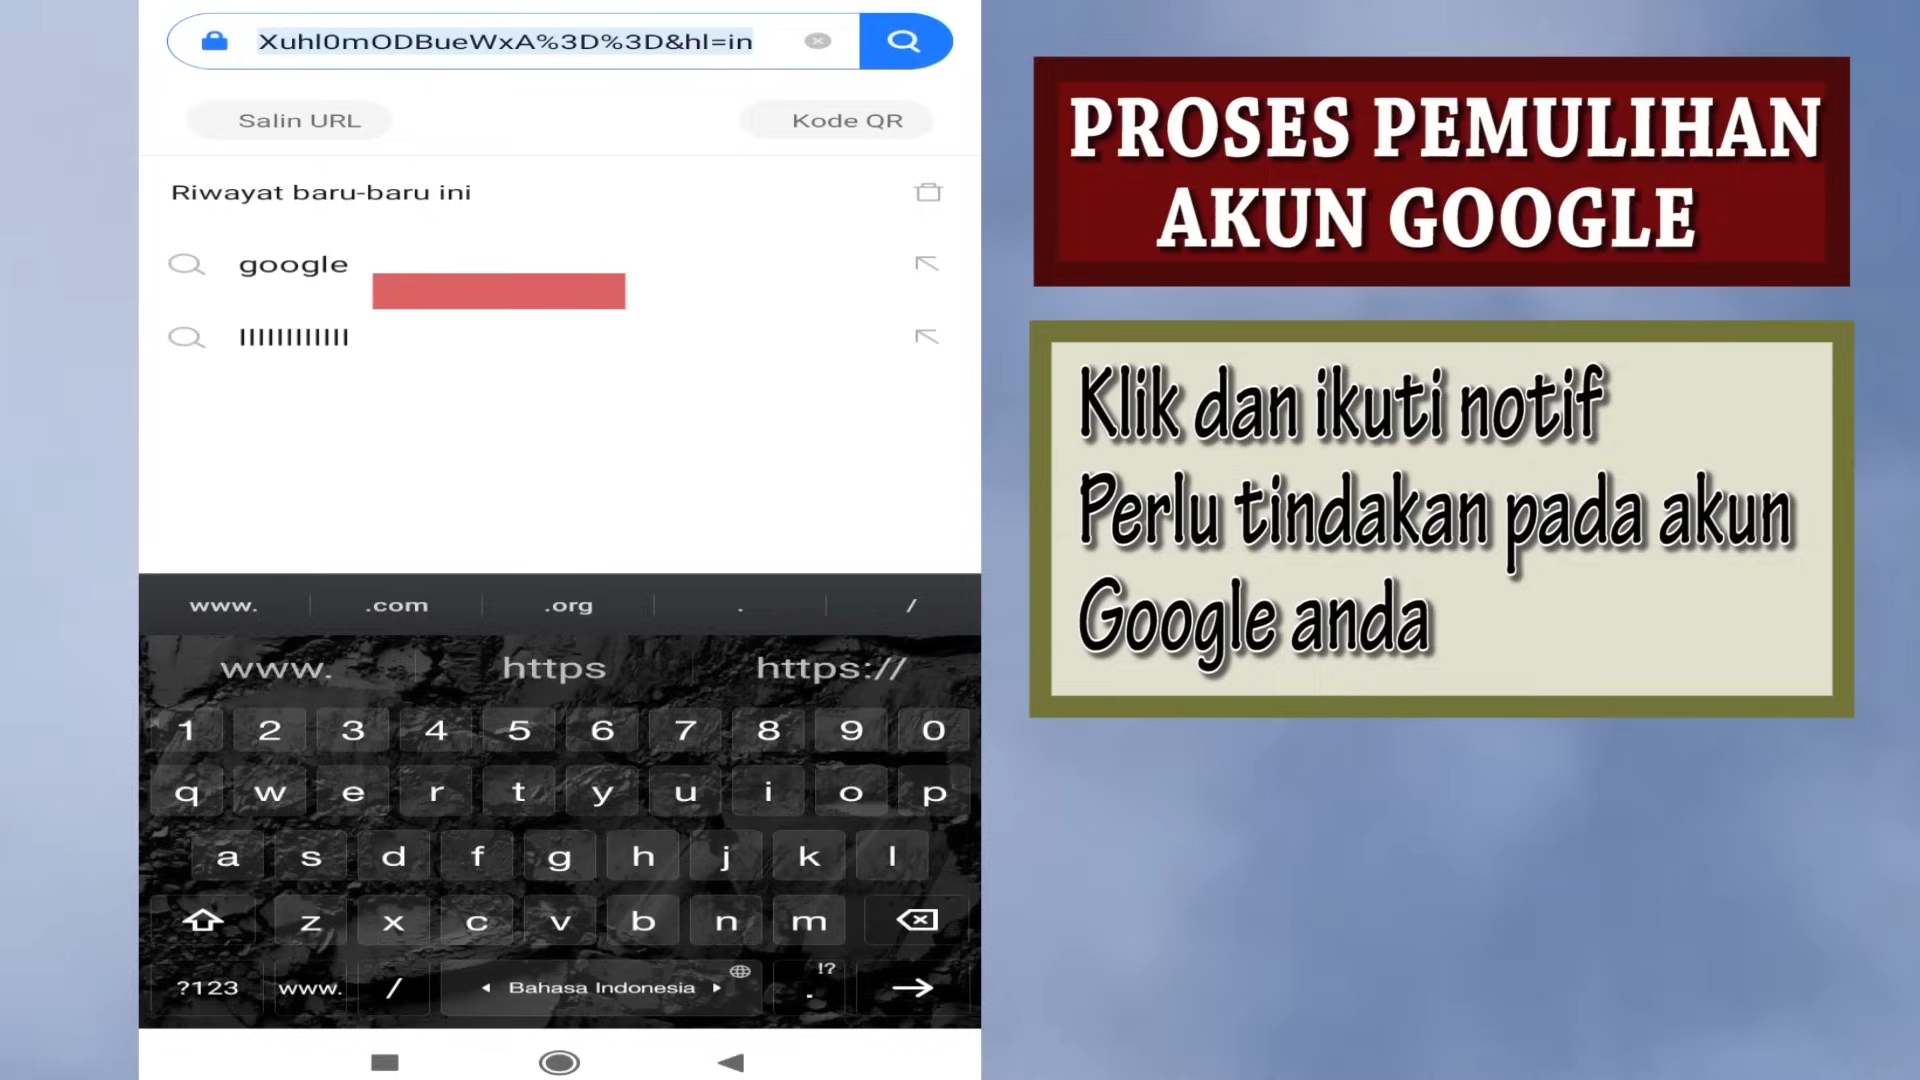 Xuhl0mODBueWxA%3D%3D&hl=in
Salin URL
Kode QR
Riwayat baru-baru ini
google
llllllllllll
www. .com .org . /
www. https https://
1 2 3 4 5 6 7 8 9 0
q w e r t y u i o p
a s d f g h j k l
z x c v b n m
?123 www. / Bahasa Indonesia . !?
PROSES PEMULIHAN
AKUN GOOGLE
Klik dan ikuti notif
Perlu tindakan pada akun
Google anda